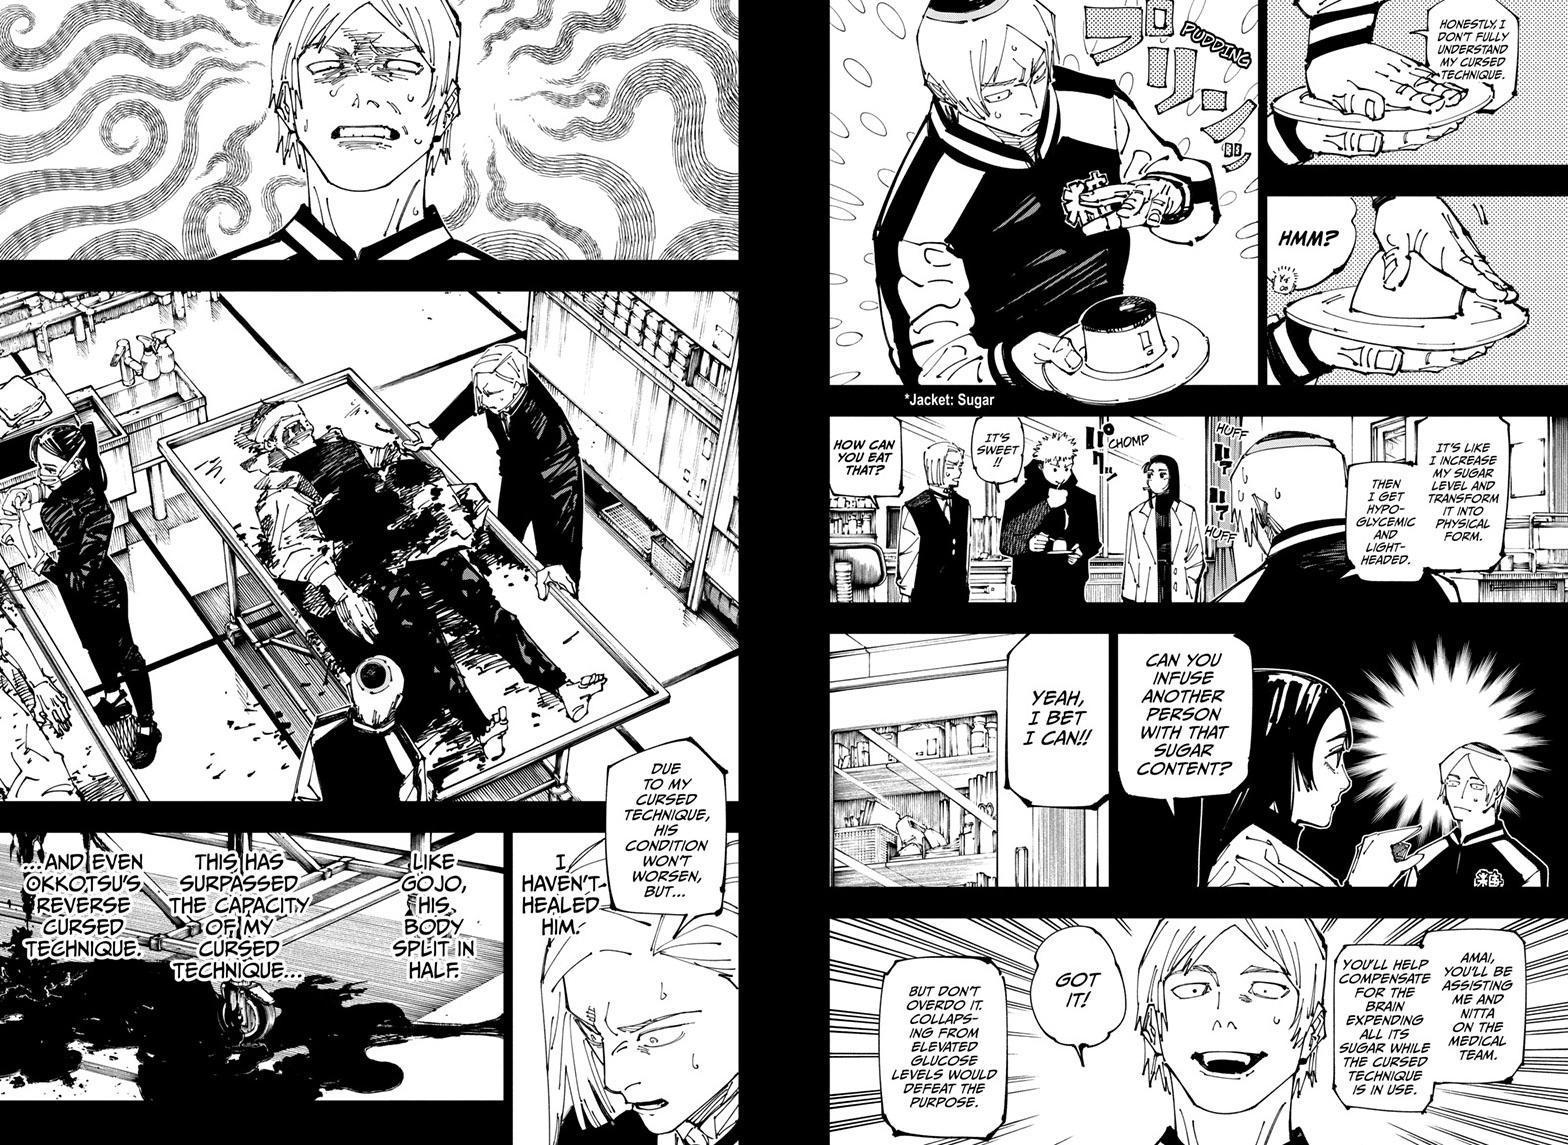 HONESTLY, I
DON'T FULLY
UNDERSTAND
MY CURSED
TECHNIQUE.
プリン
PUDDING
糖
*Jacket: Sugar
HMM?
IT'S LIKE
I INCREASE
MY SUGAR
LEVEL AND
TRANSFORM
IT INTO
PHYSICAL
FORM.
THEN
I GET
HYPO-
GLYCEMIC
AND
LIGHT-
HEADED.
HUFF
HUFF
CHOMP
IT'S
SWEET
!!
HOW CAN
YOU EAT
THAT?
CAN YOU
INFUSE
ANOTHER
PERSON
WITH THAT
SUGAR
CONTENT?
糖
YEAH,
I BET
I CAN!!
AMAI,
YOU'LL BE
ASSISTING
ME AND
NITTA
ON THE
MEDICAL
TEAM.
YOU'LL HELP
COMPENSATE
FOR THE
BRAIN
EXPENDING
ALL ITS
SUGAR WHILE
THE CURSED
TECHNIQUE
IS IN USE.
GOT
IT!
BUT DON'T
OVERDO IT.
COLLAPS-
ING FROM
ELEVATED
GLUCOSE
LEVELS WOULD
DEFEAT THE
PURPOSE.
DUE
TO MY
CURSED
TECHNIQUE,
HIS
CONDITION
WON'T
WORSEN,
BUT...
I
HAVEN'T
HEALED
HIM.
LIKE
GOJO,
HIS
BODY
SPLIT IN
HALF.
THIS HAS
SURPASSED
THE CAPACITY
OF MY
CURSED
TECHNIQUE...
...AND EVEN
OKKOTSU'S
REVERSE
CURSED
TECHNIQUE.